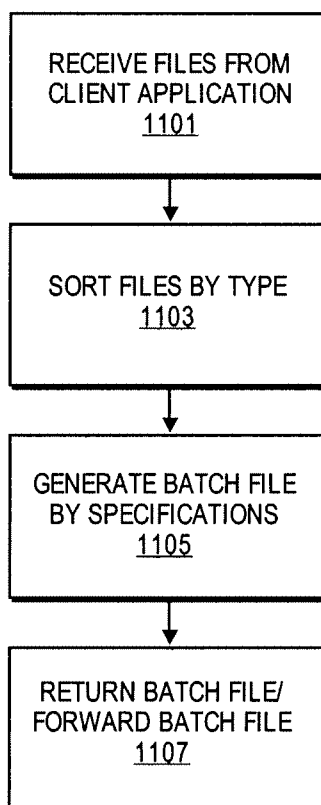 RECEIVE FILES FROM
CLIENT APPLICATION
1101
SORT FILES BY TYPE
1103
GENERATE BATCH FILE
BY SPECIFICATIONS
1105
RETURN BATCH FILE/
FORWARD BATCH FILE
1107